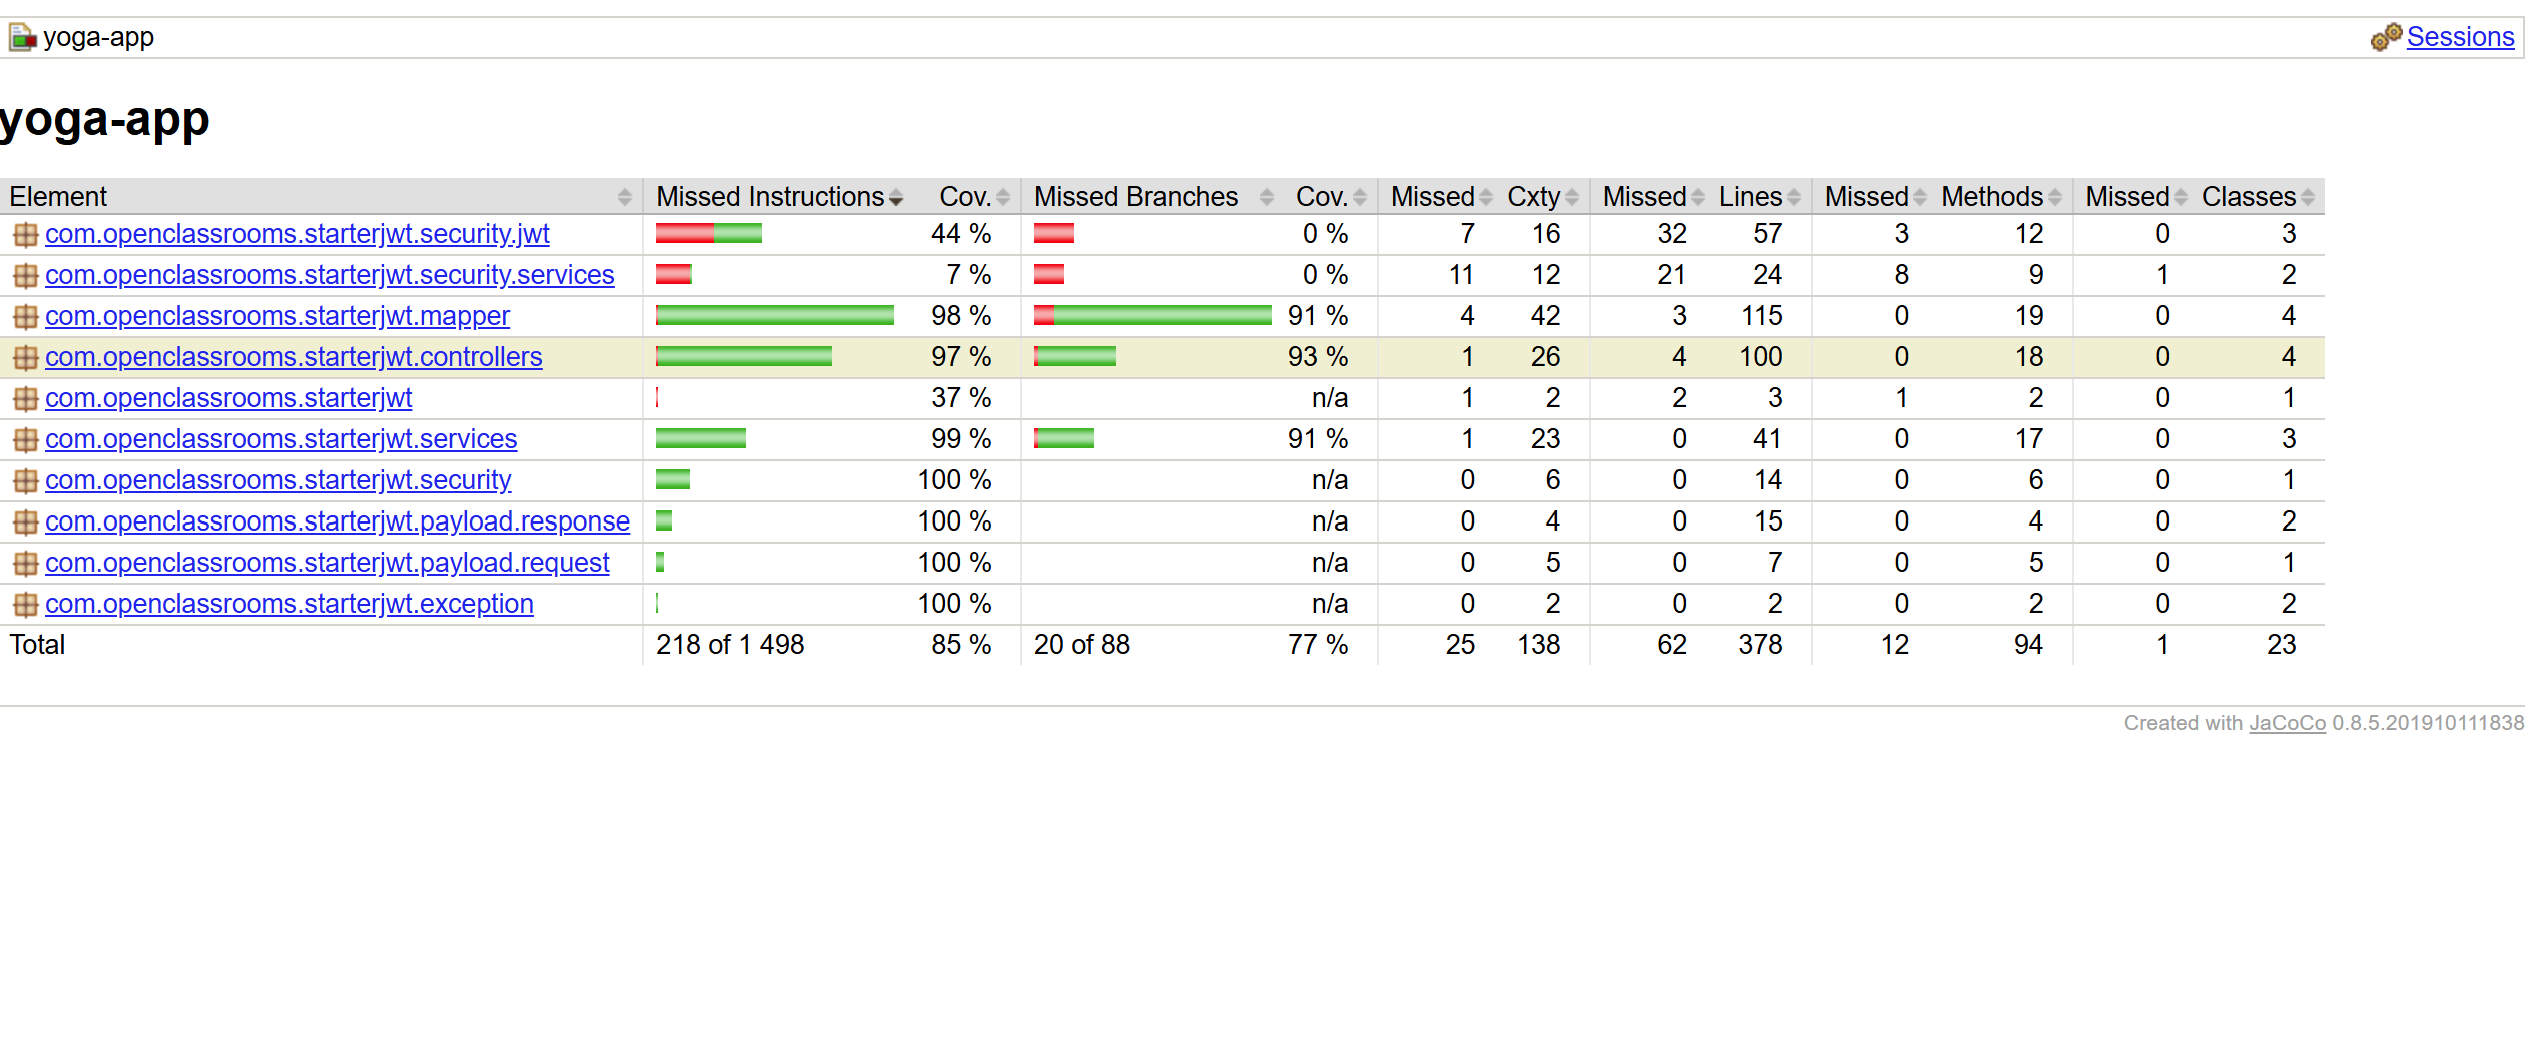 yoga-app Sessions
yoga-app
Element Missed Instructions Cov. Missed Branches Cov. Missed Cxty Missed Lines Missed Methods Missed Classes
com.openclassrooms.starterjwt.security.jwt 44 % 0 % 7 16 32 57 3 12 0 3
com.openclassrooms.starterjwt.security.services 7 % 0 % 11 12 21 24 8 9 1 2
com.openclassrooms.starterjwt.mapper 98 % 91 % 4 42 3 115 0 19 0 4
com.openclassrooms.starterjwt.controllers 97 % 93 % 1 26 4 100 0 18 0 4
com.openclassrooms.starterjwt 37 % n/a 1 2 2 3 1 2 0 1
com.openclassrooms.starterjwt.services 99 % 91 % 1 23 0 41 0 17 0 3
com.openclassrooms.starterjwt.security 100 % n/a 0 6 0 14 0 6 0 1
com.openclassrooms.starterjwt.payload.response 100 % n/a 0 4 0 15 0 4 0 2
com.openclassrooms.starterjwt.payload.request 100 % n/a 0 5 0 7 0 5 0 1
com.openclassrooms.starterjwt.exception 100 % n/a 0 2 0 2 0 2 0 2
Total 218 of 1 498 85 % 20 of 88 77 % 25 138 62 378 12 94 1 23
Created with JaCoCo 0.8.5.201910111838